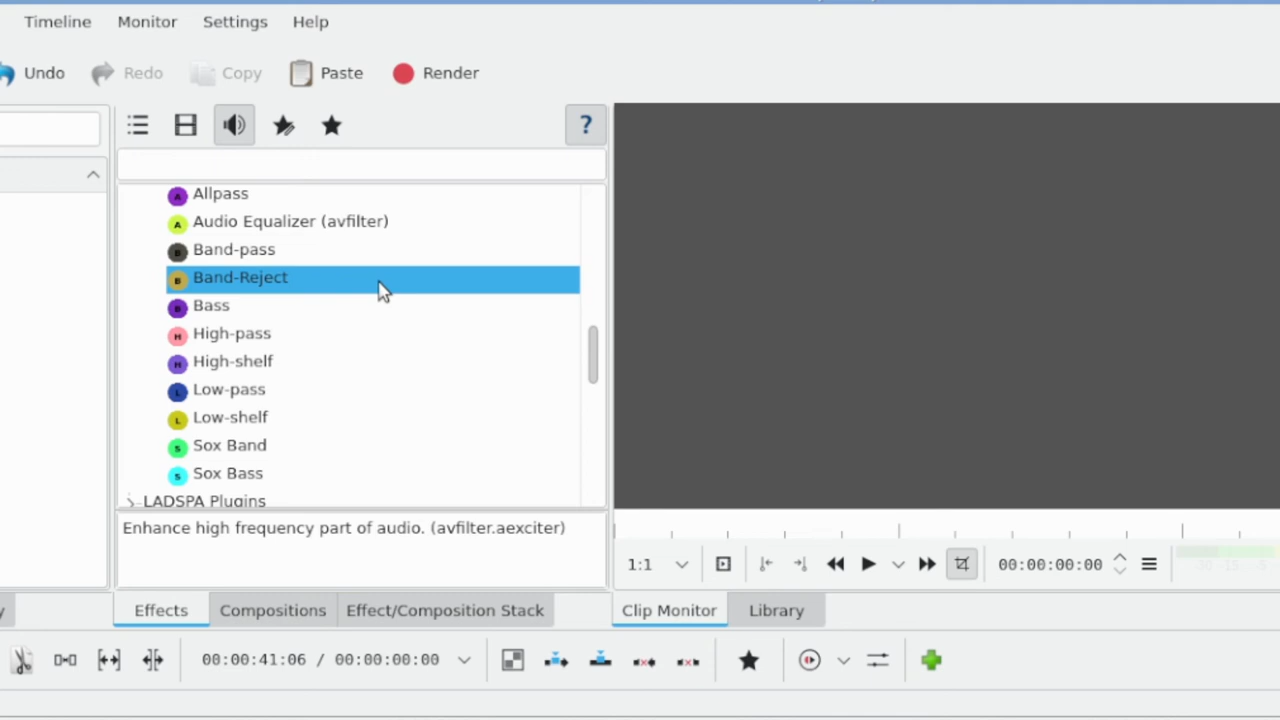 Timeline Monitor Settings Help
Undo Redo Copy Paste Render
?
A Allpass
A Audio Equalizer (avfilter)
B Band-pass
B Band-Reject
B Bass
H High-pass
H High-shelf
L Low-pass
L Low-shelf
S Sox Band
S Sox Bass
LADSPA Plugins
Enhance high frequency part of audio. (avfilter.aexciter)
1:1 00:00:00:00 -30 -15 -5
Effects Compositions Effect/Composition Stack Clip Monitor Library
00:00:41:06 / 00:00:00:00